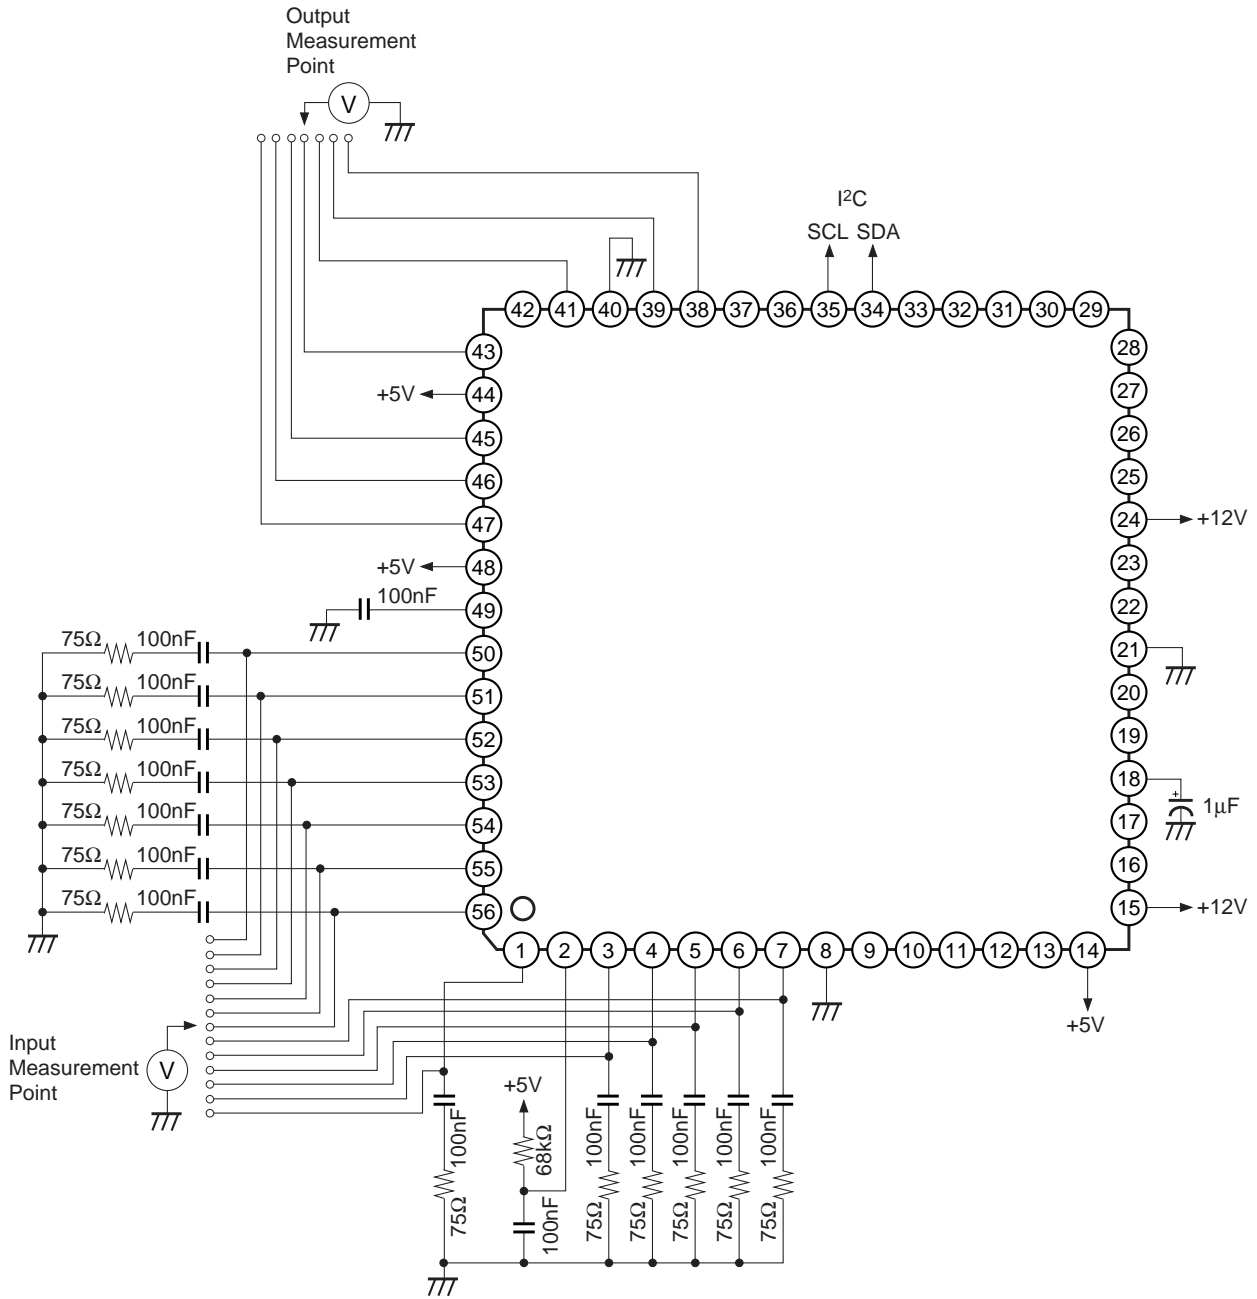 Output
Measurement
Point
V
I²C
SCL SDA
42 41 40 39 38 37 36 35 34 33 32 31 30 29
43
28
+5V 44
27
45
26
46
25
47
24 +12V
+5V 48
23
100nF
49
22
75Ω 100nF
50
21
75Ω 100nF
51
20
75Ω 100nF
52
19
75Ω 100nF
53
18
1µF
+
75Ω 100nF
54
17
75Ω 100nF
55
16
75Ω 100nF
56
15 +12V
1 2 3 4 5 6 7 8 9 10 11 12 13 14
+5V
Input
Measurement
Point
V
+5V
100nF
75Ω
68kΩ
100nF
100nF
75Ω
100nF
75Ω
100nF
75Ω
100nF
75Ω
100nF
75Ω